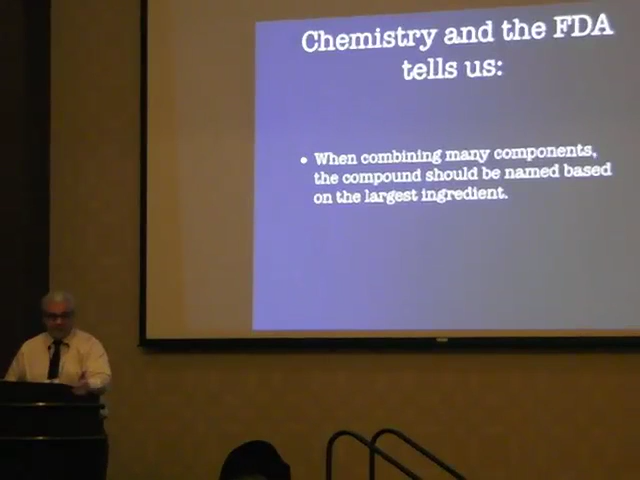 Chemistry and the FDA
tells us:
• When combining many components,
the compound should be named based
on the largest ingredient.